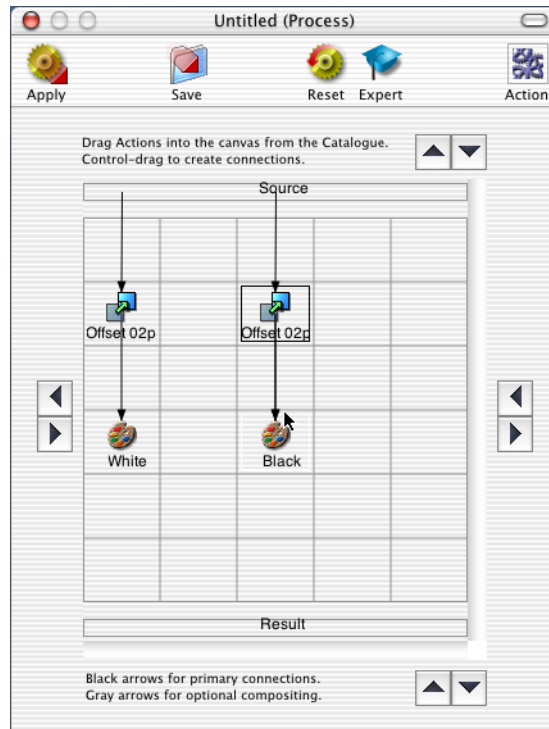 Untitled (Process)
Apply Save Reset Expert Action
Drag Actions into the canvas from the Catalogue.
Control-drag to create connections.
Source
Offset 02p Offset 02p
White Black
Result
Black arrows for primary connections.
Gray arrows for optional compositing.